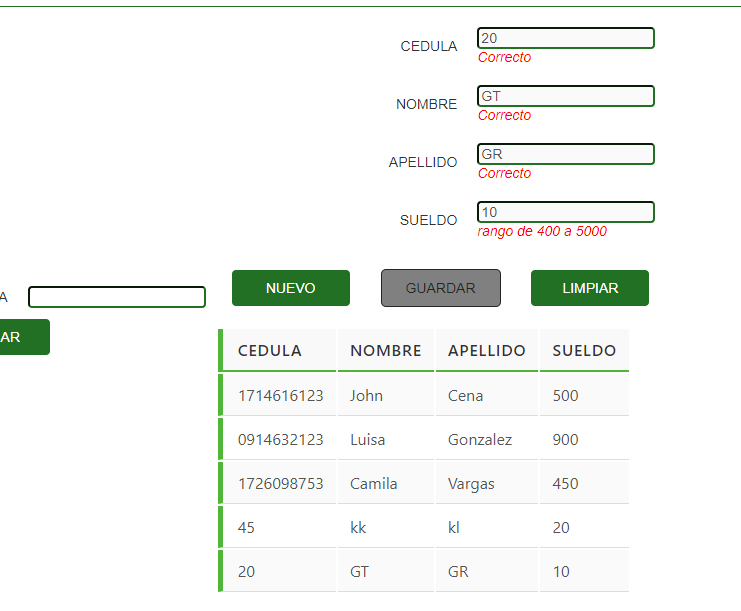 CEDULA 20
Correcto
NOMBRE GT
Correcto
APELLIDO GR
Correcto
SUELDO 10
rango de 400 a 5000
A
AR
NUEVO GUARDAR LIMPIAR
CEDULA NOMBRE APELLIDO SUELDO
1714616123 John Cena 500
0914632123 Luisa Gonzalez 900
1726098753 Camila Vargas 450
45 kk kl 20
20 GT GR 10